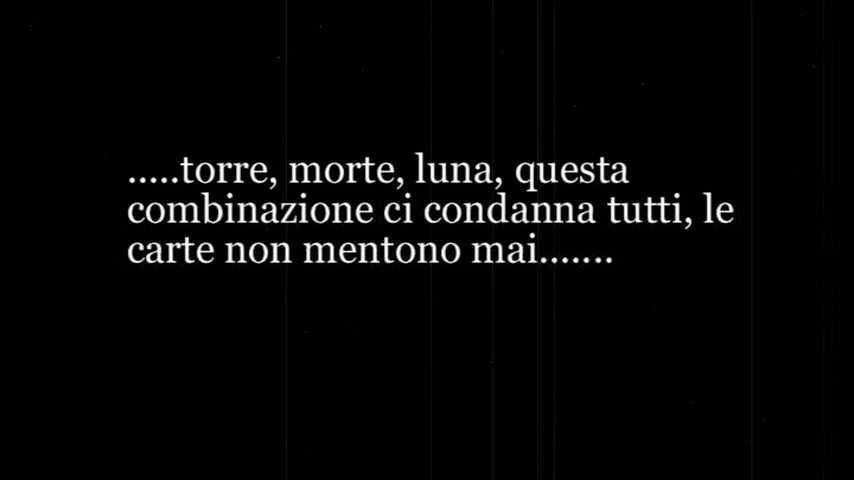 .....torre, morte, luna, questa
combinazione ci condanna tutti, le
carte non mentono mai.......